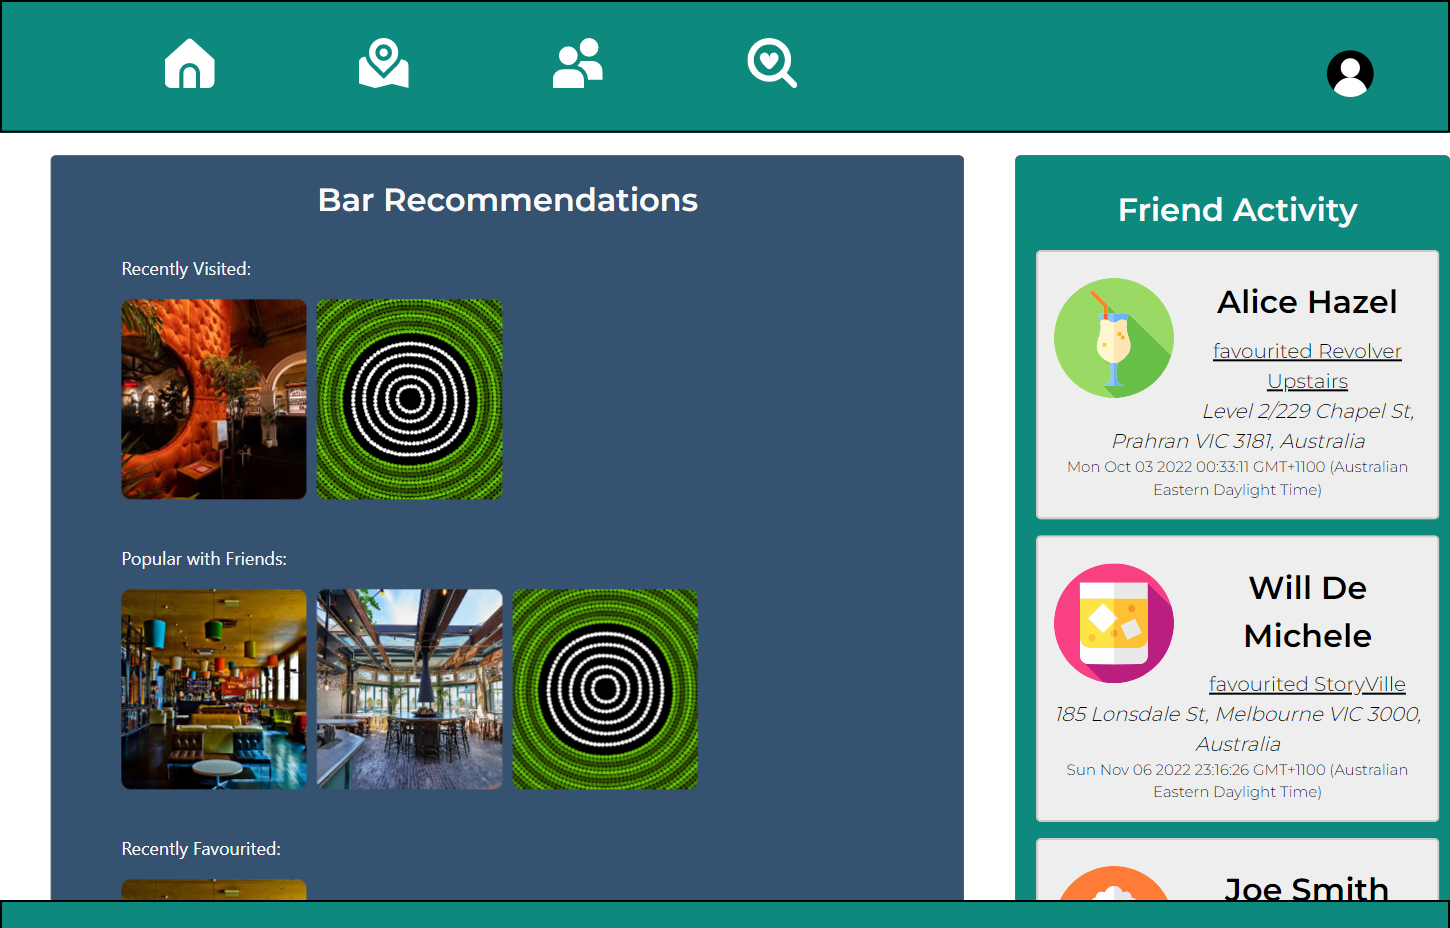 Bar Recommendations
Recently Visited:
Popular with Friends:
Recently Favourited:
Friend Activity
Alice Hazel
favourited Revolver
Upstairs
Level 2/229 Chapel St,
Prahran VIC 3181, Australia
Mon Oct 03 2022 00:33:11 GMT+1100 (Australian
Eastern Daylight Time)
Will De
Michele
favourited StoryVille
185 Lonsdale St, Melbourne VIC 3000,
Australia
Sun Nov 06 2022 23:16:26 GMT+1100 (Australian
Eastern Daylight Time)
Joe Smith